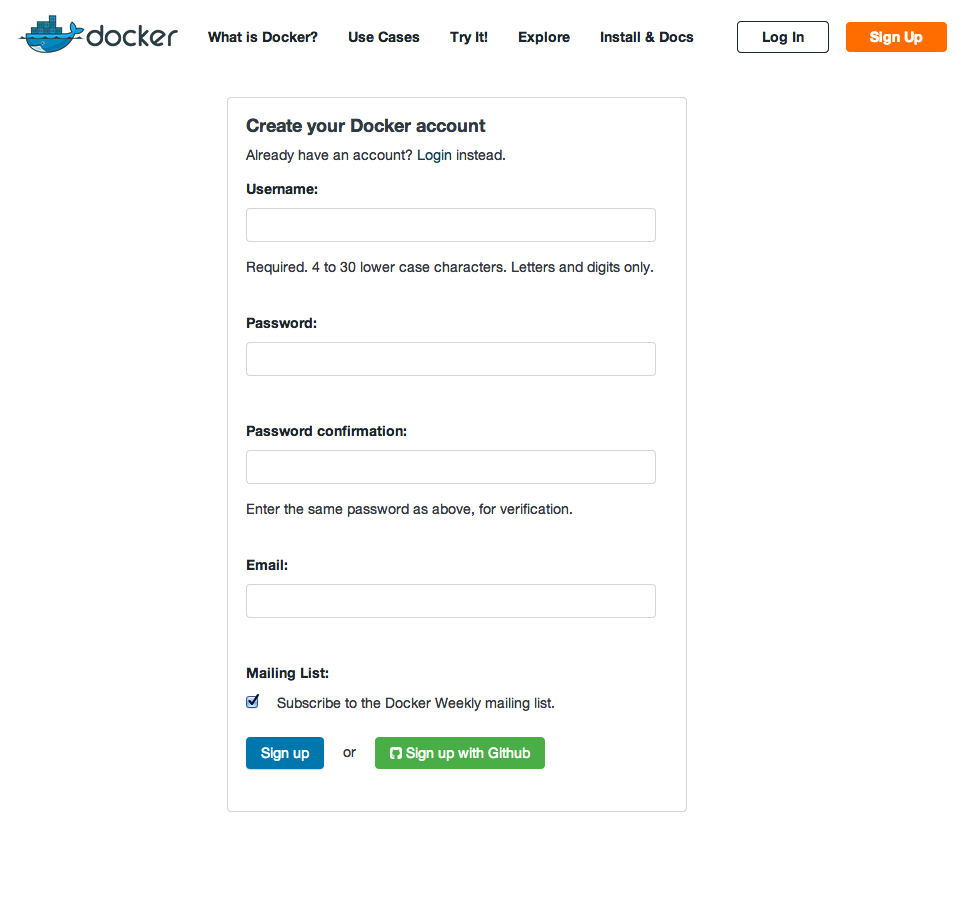 docker What is Docker? Use Cases Try It! Explore Install & Docs Log In Sign Up
Create your Docker account
Already have an account? Login instead.
Username:
Required. 4 to 30 lower case characters. Letters and digits only.
Password:
Password confirmation:
Enter the same password as above, for verification.
Email:
Mailing List:
Subscribe to the Docker Weekly mailing list.
Sign up or Sign up with Github